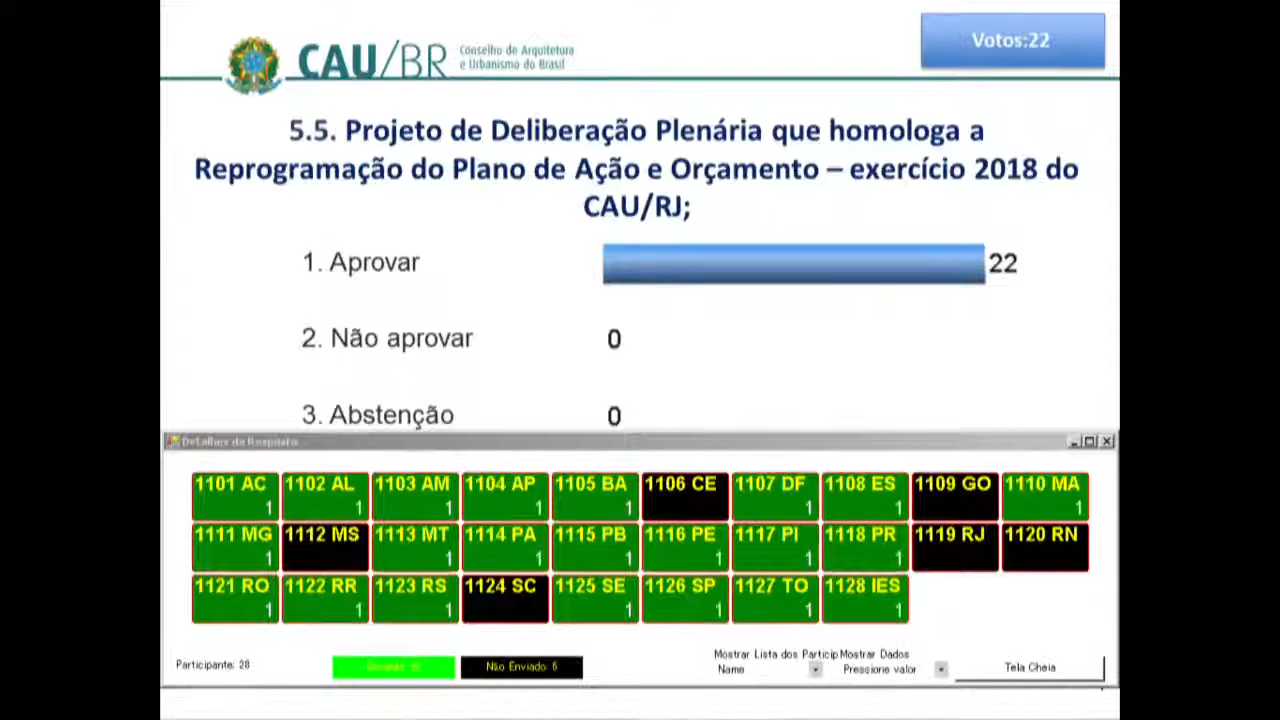 CAU/BR Conselho de Arquitetura
e Urbanismo do Brasil
Votos:22
5.5. Projeto de Deliberação Plenária que homologa a
Reprogramação do Plano de Ação e Orçamento – exercício 2018 do
CAU/RJ;
1. Aprovar 22
2. Não aprovar 0
3. Abstenção 0
Detalhes da Resposta
1101 AC 1102 AL 1103 AM 1104 AP 1105 BA 1106 CE 1107 DF 1108 ES 1109 GO 1110 MA
1 1 1 1 1 1 1 1
1111 MG 1112 MS 1113 MT 1114 PA 1115 PB 1116 PE 1117 PI 1118 PR 1119 RJ 1120 RN
1 1 1 1 1 1 1
1121 RO 1122 RR 1123 RS 1124 SC 1125 SE 1126 SP 1127 TO 1128 IES
1 1 1 1 1 1 1
Participante: 28
Não Enviado: 6
Mostrar Lista dos Particip Mostrar Dados
Name Pressione valor
Tela Cheia